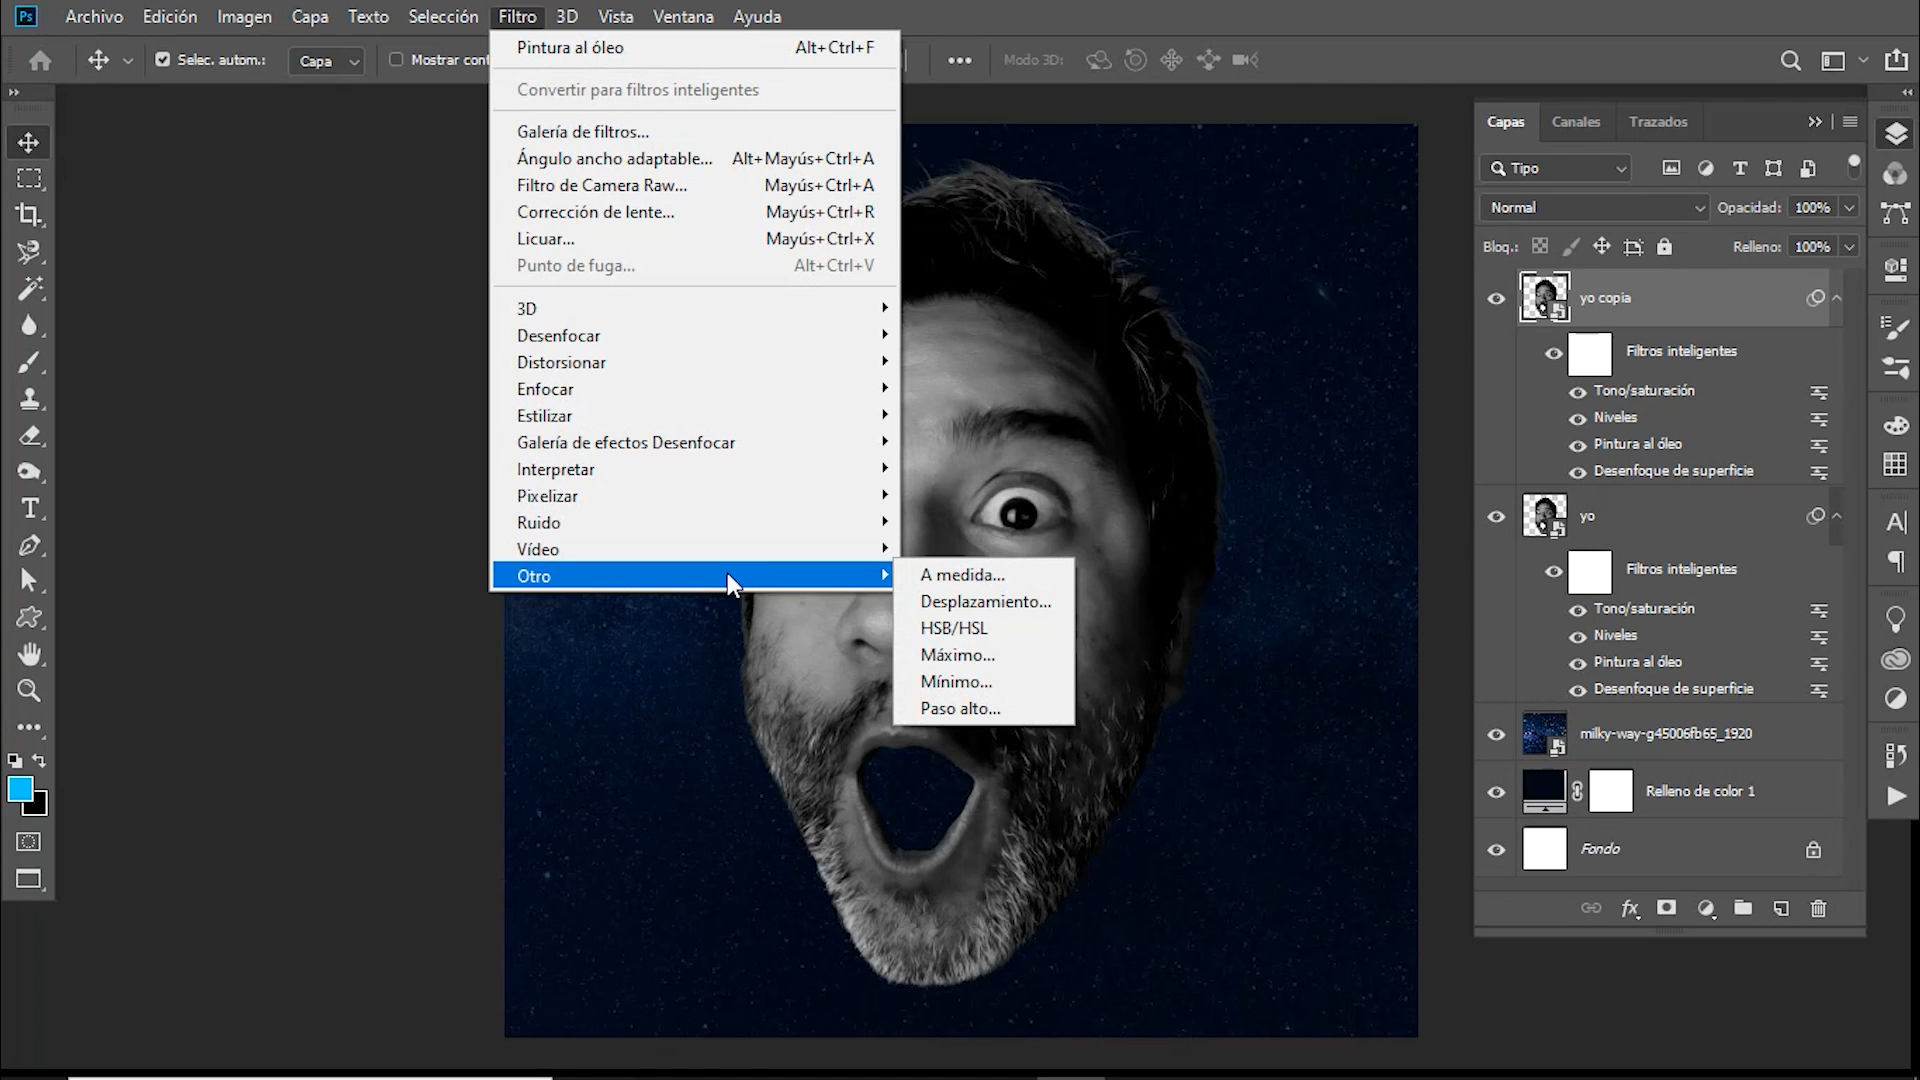 Ps Archivo Edición Imagen Capa Texto Selección Filtro 3D Vista Ventana Ayuda
Selec. autom.: Capa Mostrar cont Modo 3D:
Pintura al óleo Alt+Ctrl+F
Convertir para filtros inteligentes
Galería de filtros...
Ángulo ancho adaptable... Alt+Mayús+Ctrl+A
Filtro de Camera Raw... Mayús+Ctrl+A
Corrección de lente... Mayús+Ctrl+R
Licuar... Mayús+Ctrl+X
Punto de fuga... Alt+Ctrl+V
3D
Desenfocar
Distorsionar
Enfocar
Estilizar
Galería de efectos Desenfocar
Interpretar
Pixelizar
Ruido
Vídeo
Otro
A medida...
Desplazamiento...
HSB/HSL
Máximo...
Mínimo...
Paso alto...
Capas Canales Trazados
Tipo
Normal Opacidad: 100%
Bloq.: Relleno: 100%
yo copia
Filtros inteligentes
Tono/saturación
Niveles
Pintura al óleo
Desenfoque de superficie
yo
Filtros inteligentes
Tono/saturación
Niveles
Pintura al óleo
Desenfoque de superficie
milky-way-g45006fb65_1920
Relleno de color 1
Fondo